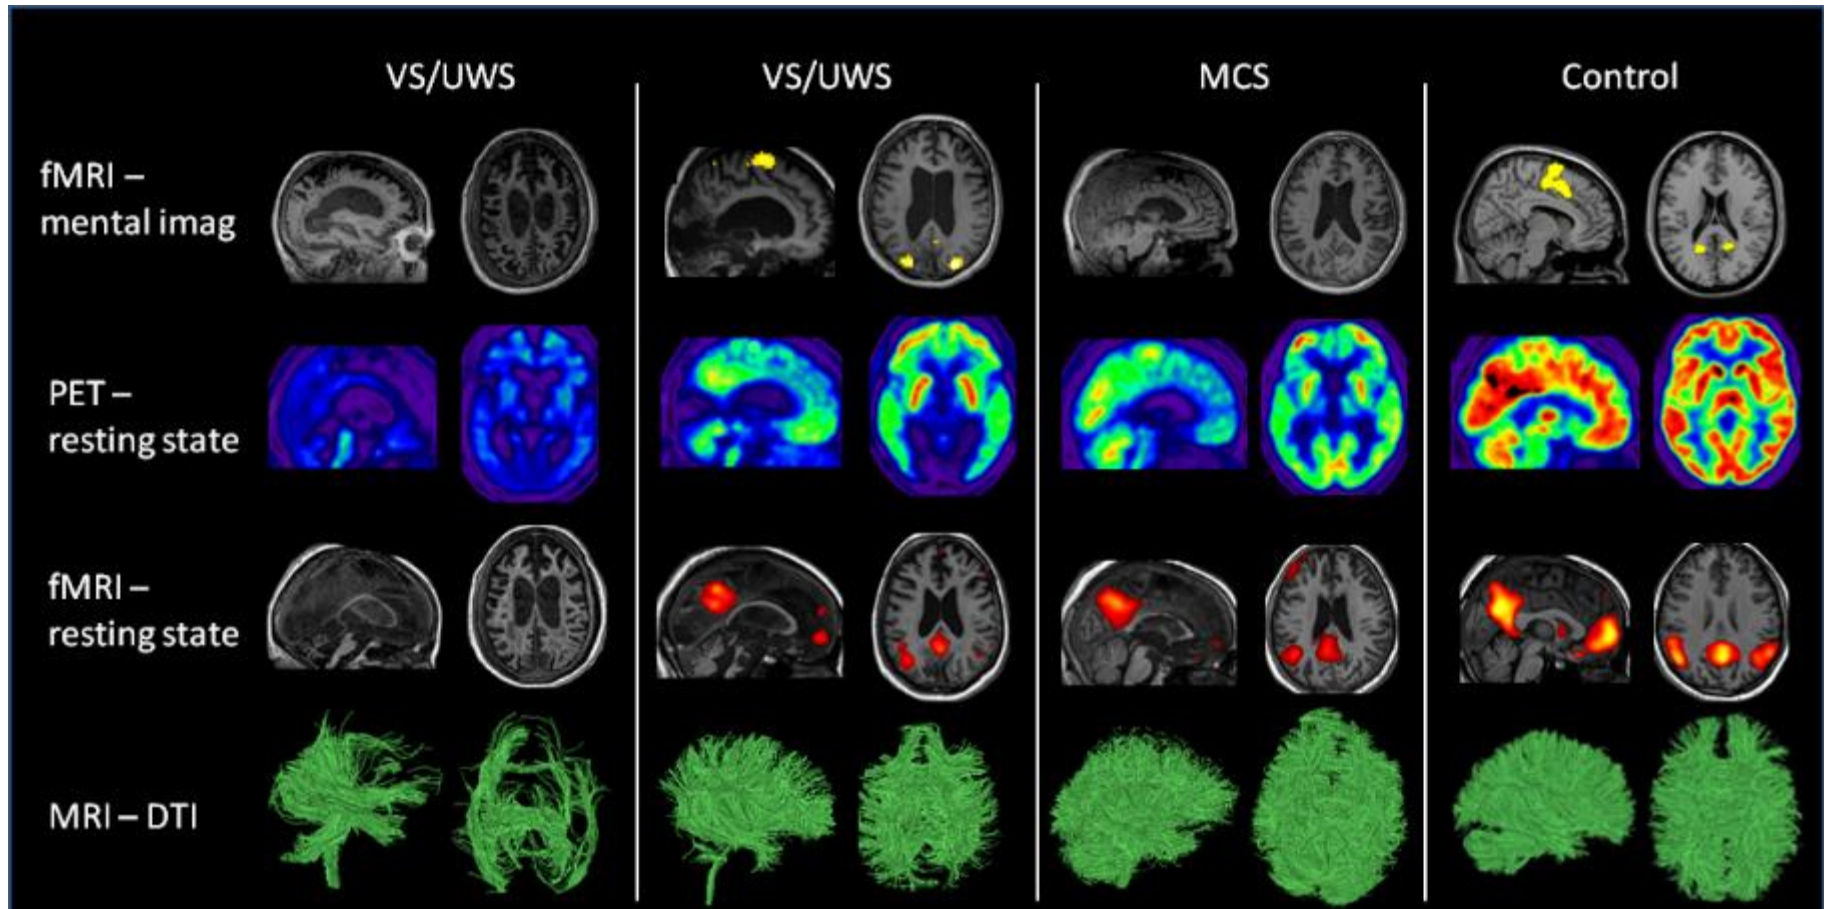 VS/UWS
VS/UWS
MCS
Control
fMRI –
mental imag
PET –
resting state
fMRI –
resting state
MRI – DTI